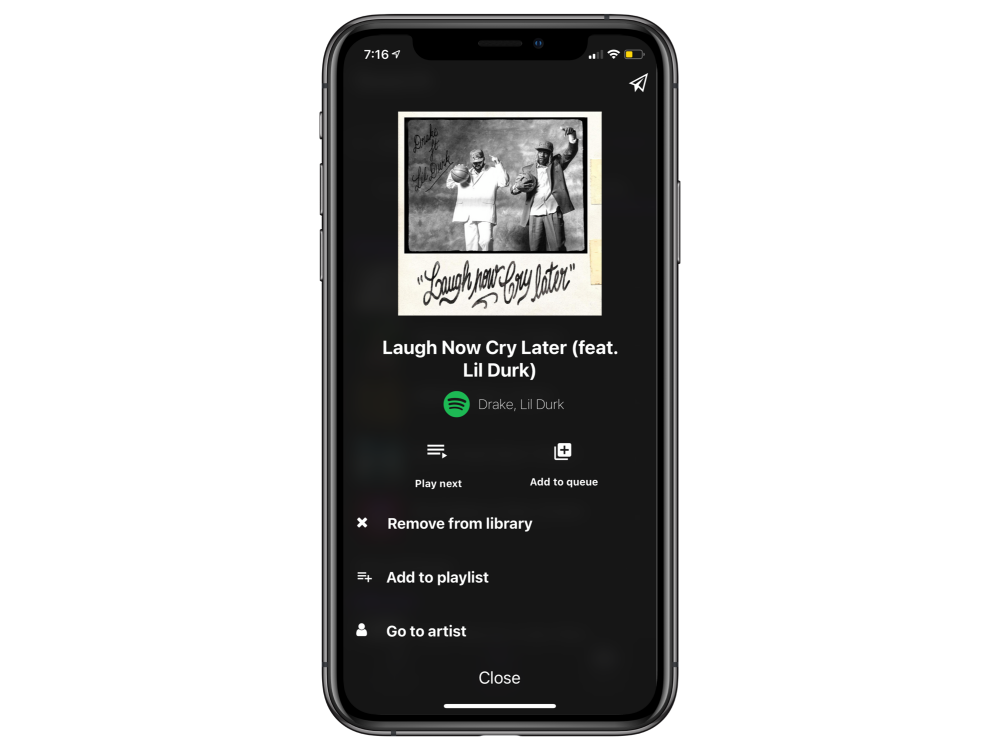 7:16
Drake
ft
Lil Durk
"Laugh now Cry later"
Laugh Now Cry Later (feat.
Lil Durk)
Drake, Lil Durk
Play next
Add to queue
Remove from library
Add to playlist
Go to artist
Close